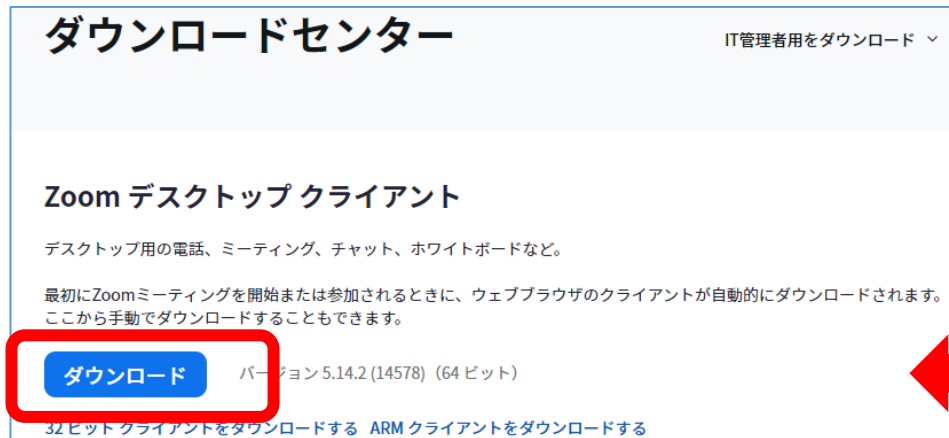 ダウンロードセンター
IT管理者用をダウンロード
Zoom デスクトップ クライアント
デスクトップ用の電話、ミーティング、チャット、ホワイトボードなど。
最初にZoomミーティングを開始または参加されるときに、ウェブブラウザのクライアントが自動的にダウンロードされます。
ここから手動でダウンロードすることもできます。
ダウンロード バージョン 5.14.2 (14578)（64 ビット）
32 ビット クライアントをダウンロードする ARM クライアントをダウンロードする